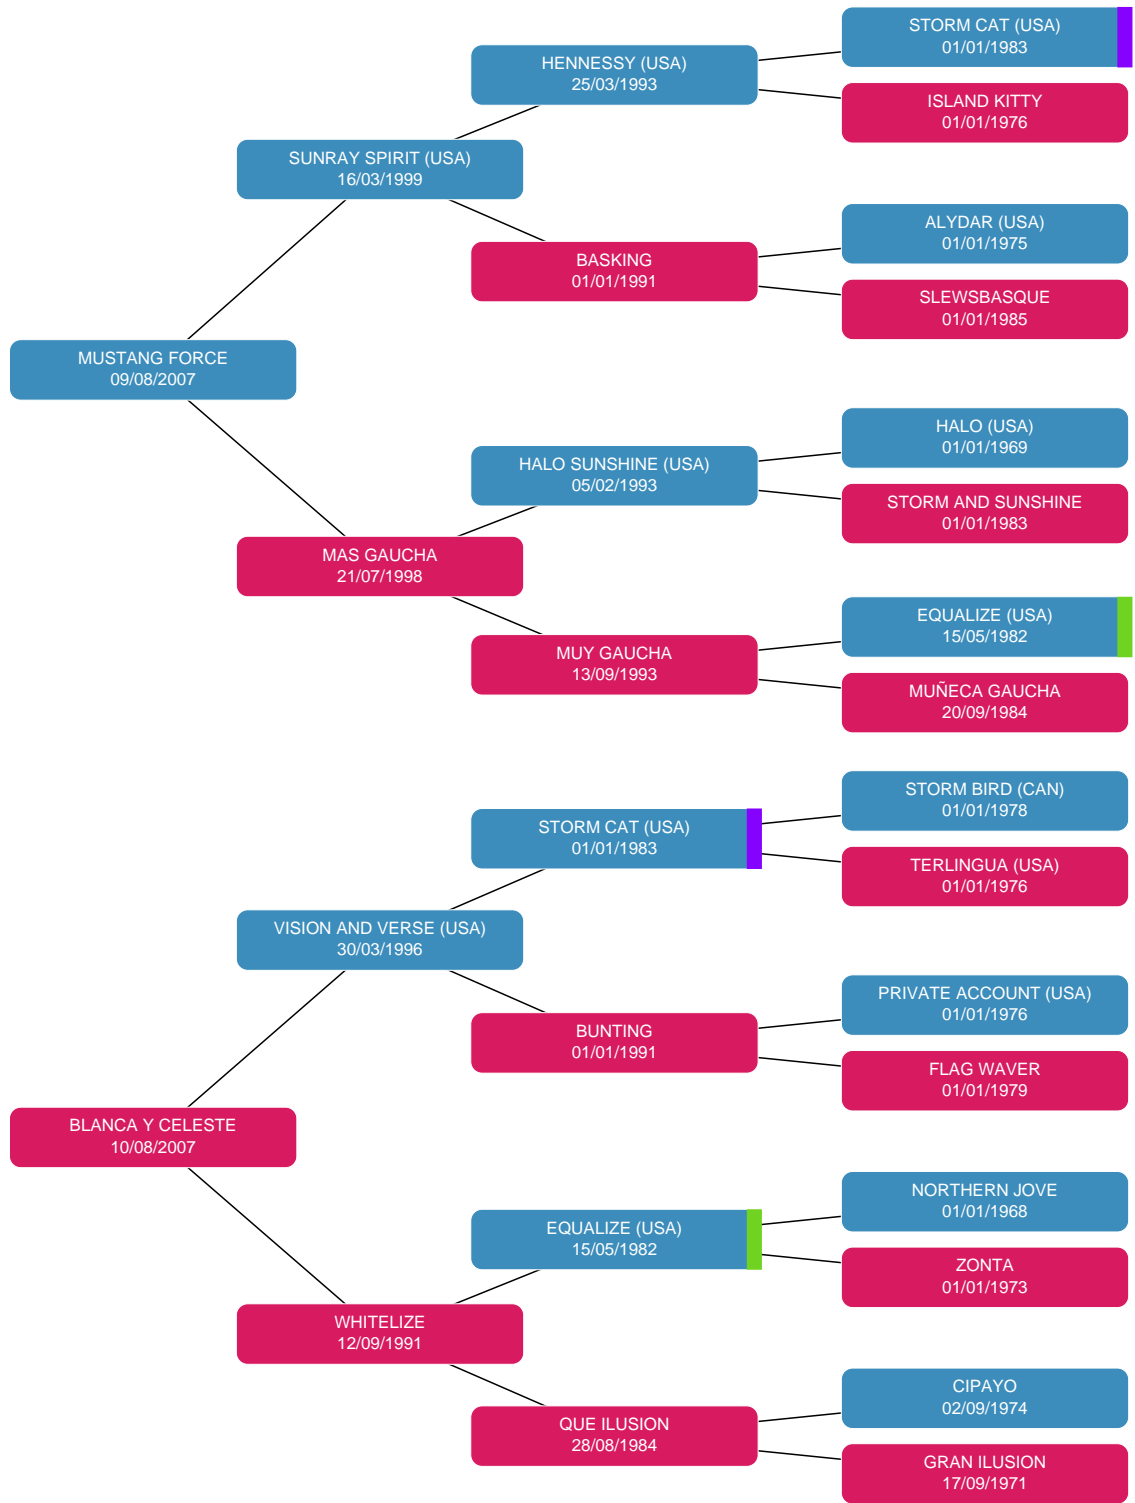 STORM CAT (USA)
01/01/1983
HENNESSY (USA)
25/03/1993
ISLAND KITTY
01/01/1976
SUNRAY SPIRIT (USA)
16/03/1999
ALYDAR (USA)
01/01/1975
BASKING
01/01/1991
SLEWSBASQUE
01/01/1985
MUSTANG FORCE
09/08/2007
HALO (USA)
01/01/1969
HALO SUNSHINE (USA)
05/02/1993
STORM AND SUNSHINE
01/01/1983
MAS GAUCHA
21/07/1998
EQUALIZE (USA)
15/05/1982
MUY GAUCHA
13/09/1993
MUÑECA GAUCHA
20/09/1984
STORM BIRD (CAN)
01/01/1978
STORM CAT (USA)
01/01/1983
TERLINGUA (USA)
01/01/1976
VISION AND VERSE (USA)
30/03/1996
PRIVATE ACCOUNT (USA)
01/01/1976
BUNTING
01/01/1991
FLAG WAVER
01/01/1979
BLANCA Y CELESTE
10/08/2007
NORTHERN JOVE
01/01/1968
EQUALIZE (USA)
15/05/1982
ZONTA
01/01/1973
WHITELIZE
12/09/1991
CIPAYO
02/09/1974
QUE ILUSION
28/08/1984
GRAN ILUSION
17/09/1971